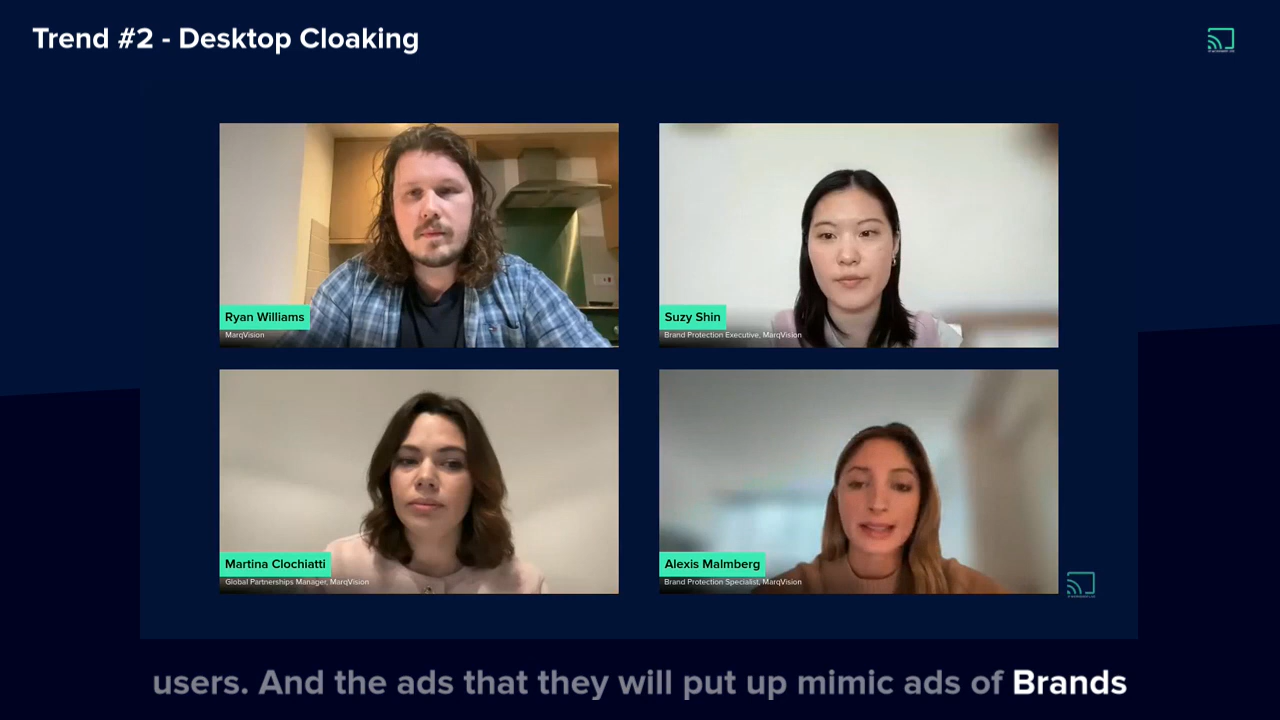 Trend #2 - Desktop Cloaking
Ryan Williams
MarqVision
Suzy Shin
Brand Protection Executive, MarqVision
Martina Clochiatti
Global Partnerships Manager, MarqVision
Alexis Malmberg
Brand Protection Specialist, MarqVision
users. And the ads that they will put up mimic ads of Brands